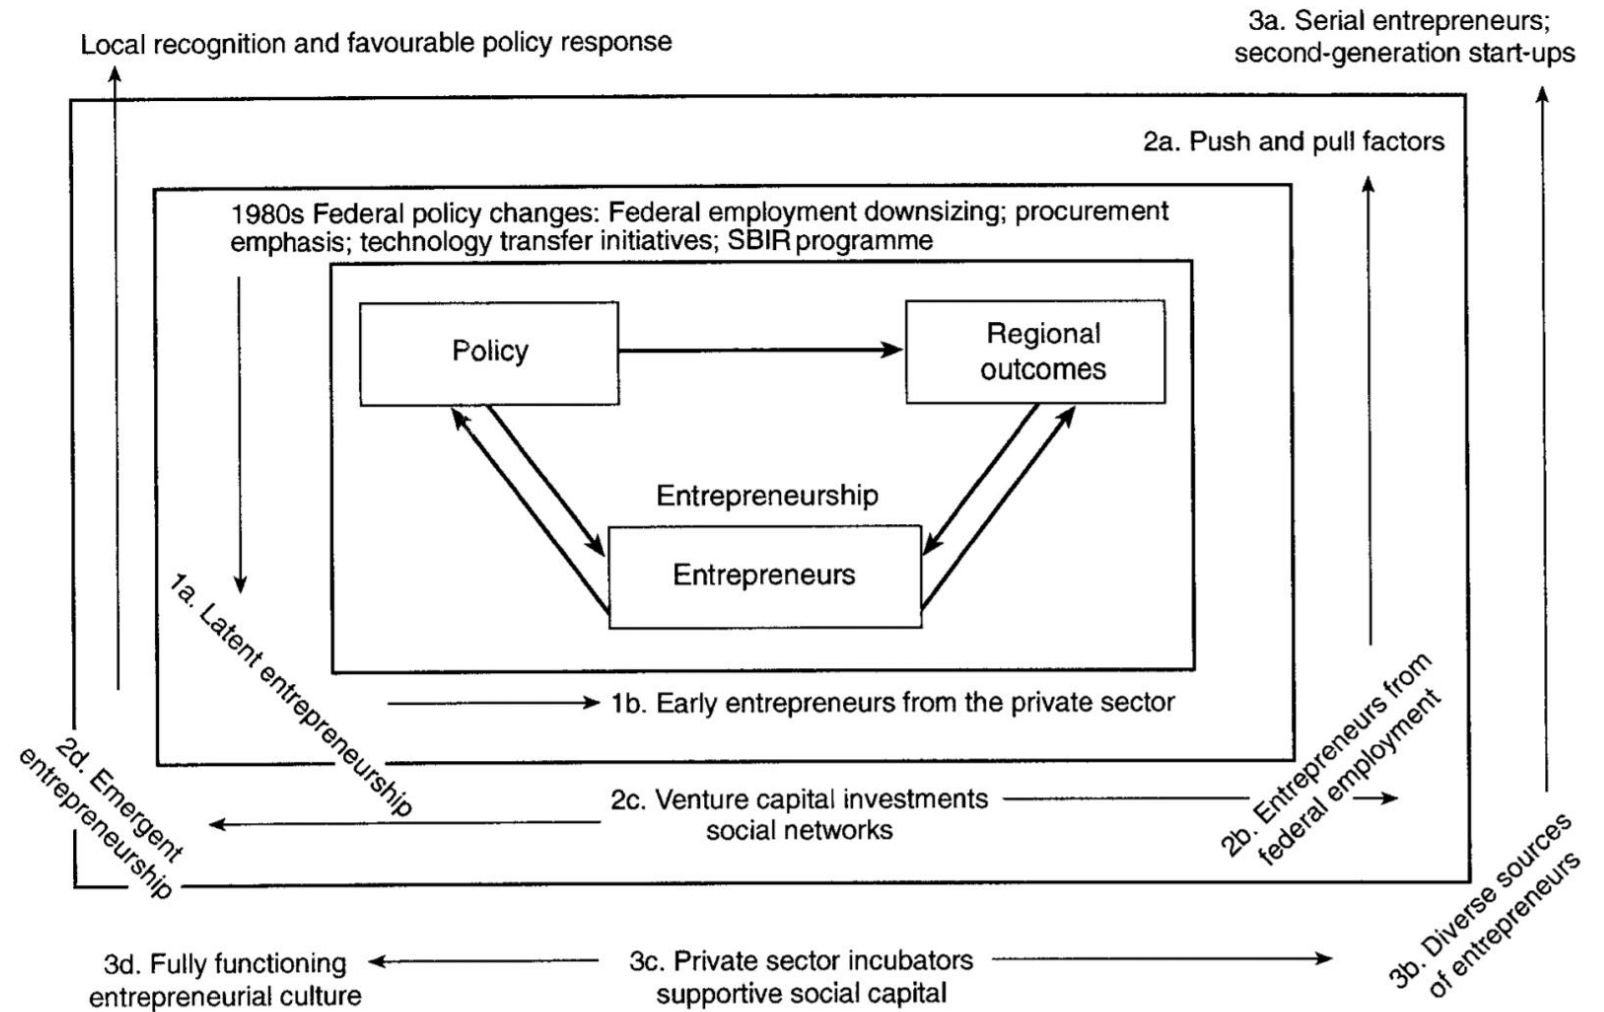 Local recognition and favourable policy response
3a. Serial entrepreneurs;
second-generation start-ups
2a. Push and pull factors
1980s Federal policy changes: Federal employment downsizing; procurement
emphasis; technology transfer initiatives; SBIR programme
Policy
Regional
outcomes
Entrepreneurship
Entrepreneurs
1a. Latent entrepreneurship
1b. Early entrepreneurs from the private sector
2d. Emergent
entrepreneurship
2c. Venture capital investments
social networks
2b. Entrepreneurs from
federal employment
3d. Fully functioning
entrepreneurial culture
3c. Private sector incubators
supportive social capital
3b. Diverse sources
of entrepreneurs